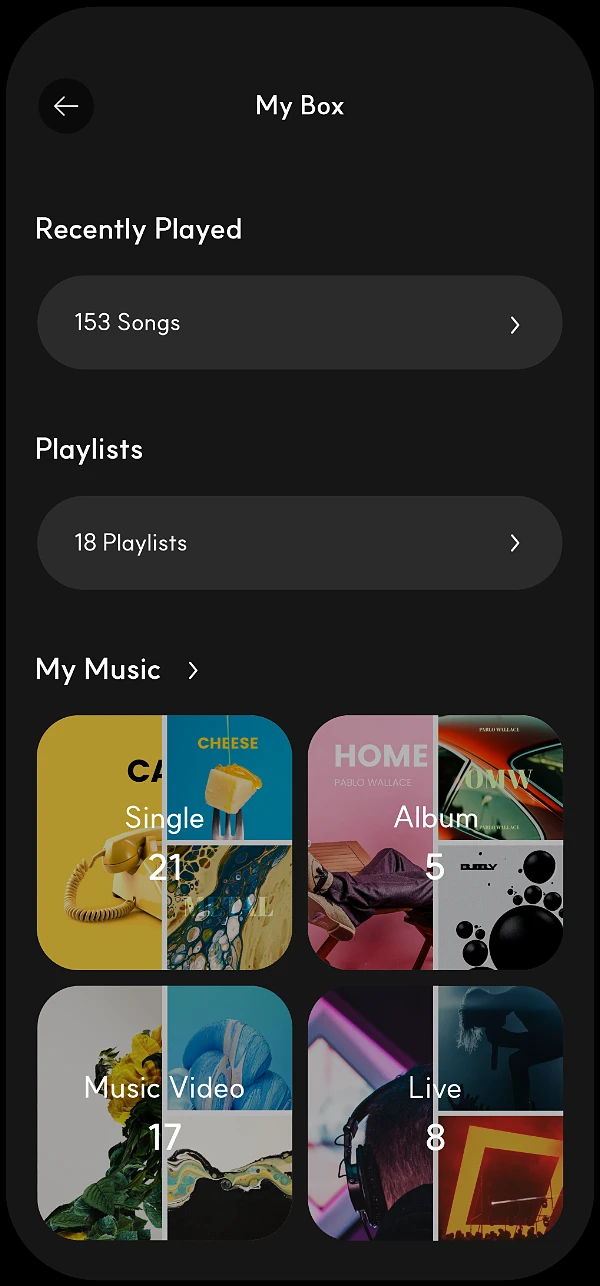 My Box
Recently Played
153 Songs
Playlists
18 Playlists
My Music
CA
CHEESE
Single
21
METAL
HOME
PABLO WALLACE
PABLO WALLACE
OMW
PABLO WALLACE
Album
5
Music Video
17
Live
8